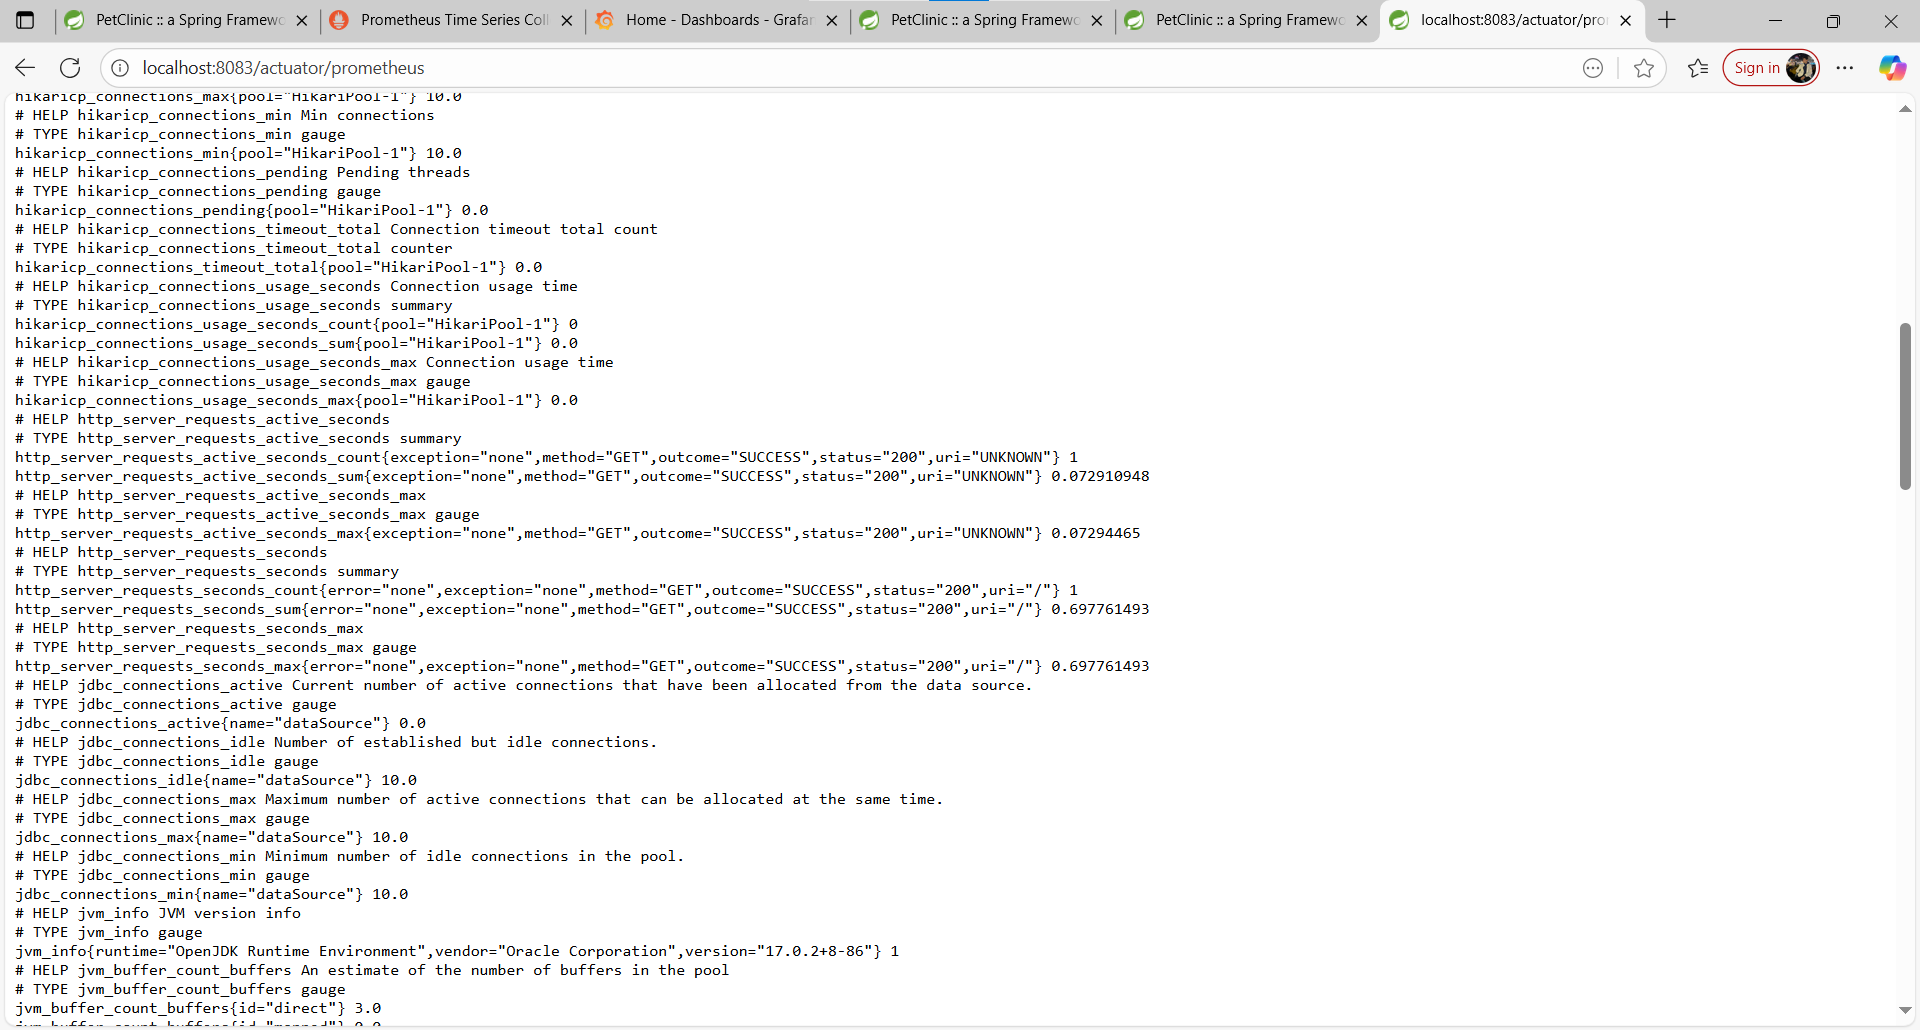 PetClinic :: a Spring Framewo
Prometheus Time Series Coll
Home - Dashboards - Grafan
PetClinic :: a Spring Framewo
PetClinic :: a Spring Framewo
localhost:8083/actuator/pro
localhost:8083/actuator/prometheus
Sign in
hikaricp_connections_max{pool="HikariPool-1"} 10.0
# HELP hikaricp_connections_min Min connections
# TYPE hikaricp_connections_min gauge
hikaricp_connections_min{pool="HikariPool-1"} 10.0
# HELP hikaricp_connections_pending Pending threads
# TYPE hikaricp_connections_pending gauge
hikaricp_connections_pending{pool="HikariPool-1"} 0.0
# HELP hikaricp_connections_timeout_total Connection timeout total count
# TYPE hikaricp_connections_timeout_total counter
hikaricp_connections_timeout_total{pool="HikariPool-1"} 0.0
# HELP hikaricp_connections_usage_seconds Connection usage time
# TYPE hikaricp_connections_usage_seconds summary
hikaricp_connections_usage_seconds_count{pool="HikariPool-1"} 0
hikaricp_connections_usage_seconds_sum{pool="HikariPool-1"} 0.0
# HELP hikaricp_connections_usage_seconds_max Connection usage time
# TYPE hikaricp_connections_usage_seconds_max gauge
hikaricp_connections_usage_seconds_max{pool="HikariPool-1"} 0.0
# HELP http_server_requests_active_seconds
# TYPE http_server_requests_active_seconds summary
http_server_requests_active_seconds_count{exception="none",method="GET",outcome="SUCCESS",status="200",uri="UNKNOWN"} 1
http_server_requests_active_seconds_sum{exception="none",method="GET",outcome="SUCCESS",status="200",uri="UNKNOWN"} 0.072910948
# HELP http_server_requests_active_seconds_max
# TYPE http_server_requests_active_seconds_max gauge
http_server_requests_active_seconds_max{exception="none",method="GET",outcome="SUCCESS",status="200",uri="UNKNOWN"} 0.07294465
# HELP http_server_requests_seconds
# TYPE http_server_requests_seconds summary
http_server_requests_seconds_count{error="none",exception="none",method="GET",outcome="SUCCESS",status="200",uri="/"} 1
http_server_requests_seconds_sum{error="none",exception="none",method="GET",outcome="SUCCESS",status="200",uri="/"} 0.697761493
# HELP http_server_requests_seconds_max
# TYPE http_server_requests_seconds_max gauge
http_server_requests_seconds_max{error="none",exception="none",method="GET",outcome="SUCCESS",status="200",uri="/"} 0.697761493
# HELP jdbc_connections_active Current number of active connections that have been allocated from the data source.
# TYPE jdbc_connections_active gauge
jdbc_connections_active{name="dataSource"} 0.0
# HELP jdbc_connections_idle Number of established but idle connections.
# TYPE jdbc_connections_idle gauge
jdbc_connections_idle{name="dataSource"} 10.0
# HELP jdbc_connections_max Maximum number of active connections that can be allocated at the same time.
# TYPE jdbc_connections_max gauge
jdbc_connections_max{name="dataSource"} 10.0
# HELP jdbc_connections_min Minimum number of idle connections in the pool.
# TYPE jdbc_connections_min gauge
jdbc_connections_min{name="dataSource"} 10.0
# HELP jvm_info JVM version info
# TYPE jvm_info gauge
jvm_info{runtime="OpenJDK Runtime Environment",vendor="Oracle Corporation",version="17.0.2+8-86"} 1
# HELP jvm_buffer_count_buffers An estimate of the number of buffers in the pool
# TYPE jvm_buffer_count_buffers gauge
jvm_buffer_count_buffers{id="direct"} 3.0